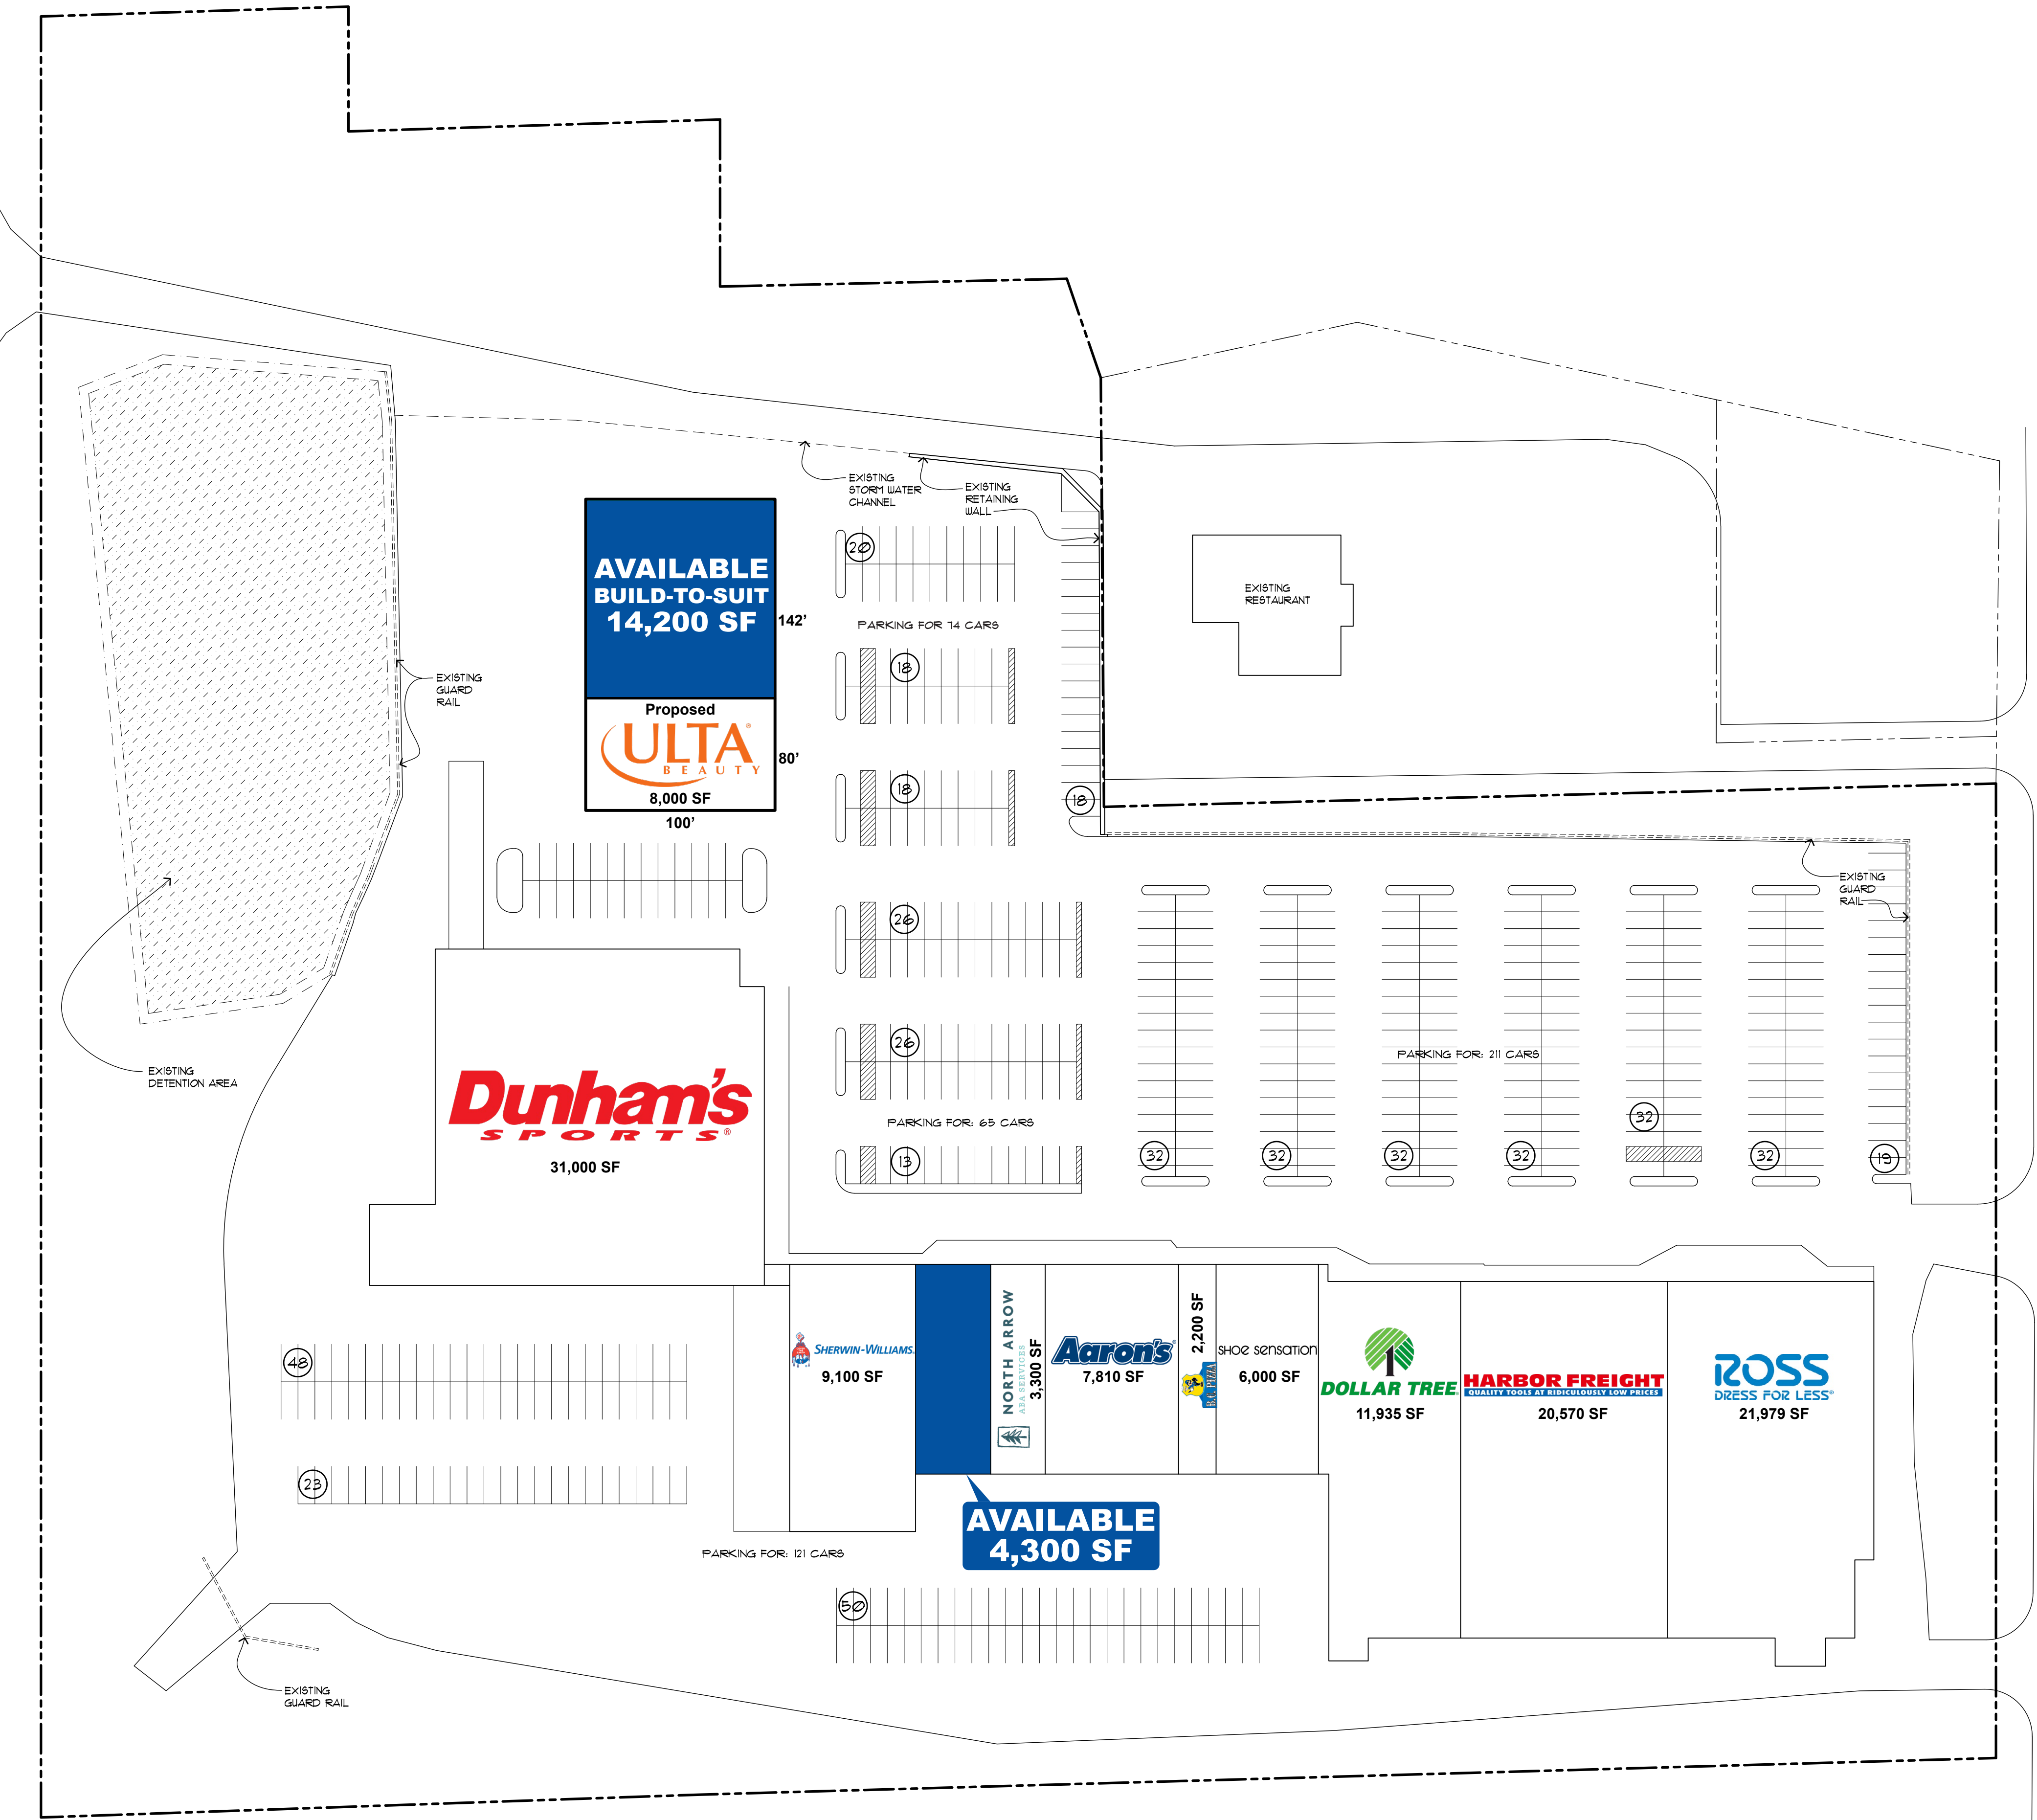 EXISTING
STORM WATER
CHANNEL
EXISTING
RETAINING
WALL
AVAILABLE
BUILD-TO-SUIT
14,200 SF
142'
20
PARKING FOR 74 CARS
EXISTING
RESTAURANT
18
EXISTING
GUARD
RAIL
Proposed
ULTA®
BEAUTY
8,000 SF
80'
100'
18
18
EXISTING
GUARD
RAIL
26
26
EXISTING
DETENTION AREA
Dunham's
SPORTS®
31,000 SF
PARKING FOR: 211 CARS
PARKING FOR: 65 CARS
13
32
32
32
32
32
32
19
SHERWIN-WILLIAMS.
9,100 SF
NORTH ARROW
ABA SERVICES
3,300 SF
Aaron's®
7,810 SF
2,200 SF
B.C. PIZZA
SHOE SENSATION
6,000 SF
1
DOLLAR TREE
11,935 SF
HARBOR FREIGHT
QUALITY TOOLS AT RIDICULOUSLY LOW PRICES
20,570 SF
ROSS
DRESS FOR LESS®
21,979 SF
48
23
AVAILABLE
4,300 SF
PARKING FOR: 121 CARS
50
EXISTING
GUARD RAIL